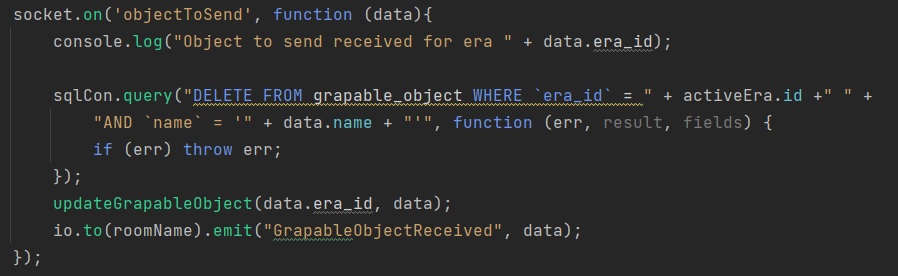 socket.on('objectToSend', function (data){
console.log("Object to send received for era " + data.era_id);
sqlCon.query("DELETE FROM grapable_object WHERE `era_id` = " + activeEra.id +" " +
"AND `name` = '"+ data.name + "'", function (err, result, fields) {
if (err) throw err;
});
updateGrapableObject(data.era_id, data);
io.to(roomName).emit("GrapableObjectReceived", data);
});